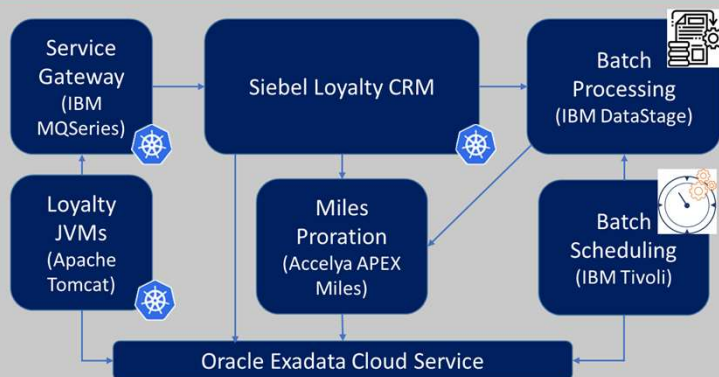 Service
Gateway
(IBM
MQSeries)
Siebel Loyalty CRM
Batch
Processing
(IBM DataStage)
Loyalty
JVMs
(Apache
Tomcat)
Miles
Proration
(Accelya APEX
Miles)
Batch
Scheduling
(IBM Tivoli)
Oracle Exadata Cloud Service